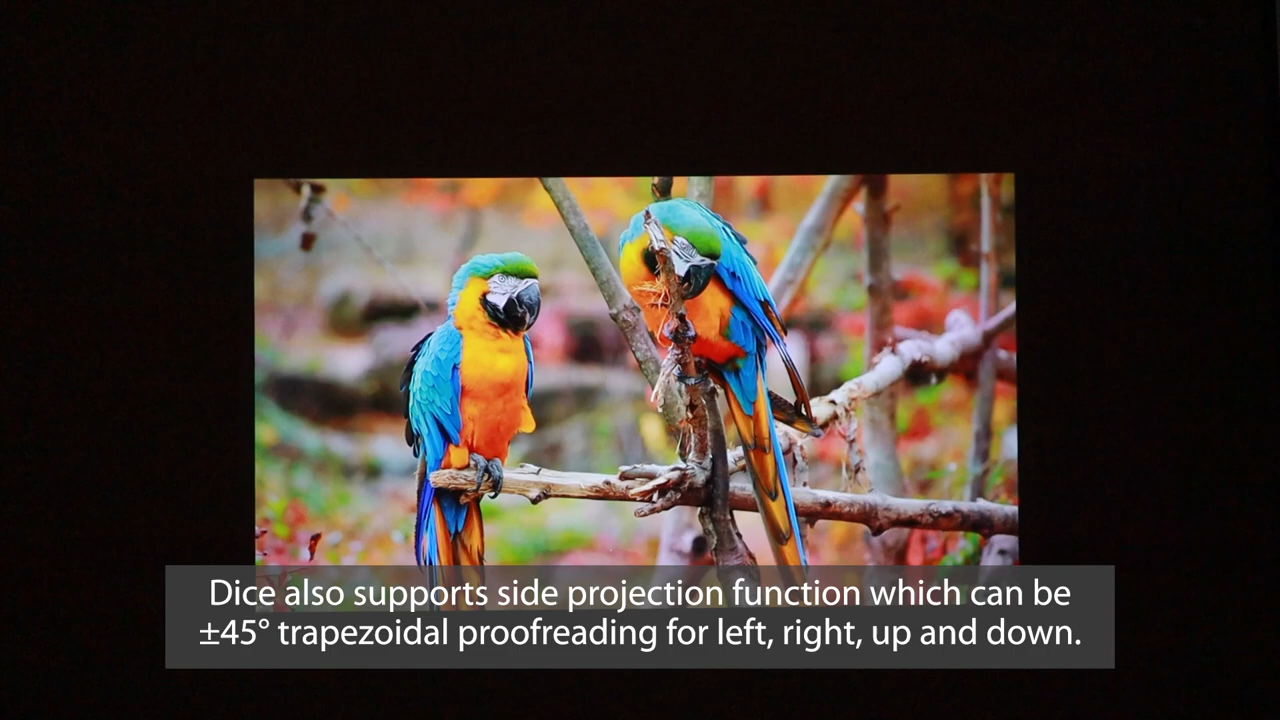 Dice also supports side projection function which can be
±45° trapezoidal proofreading for left, right, up and down.